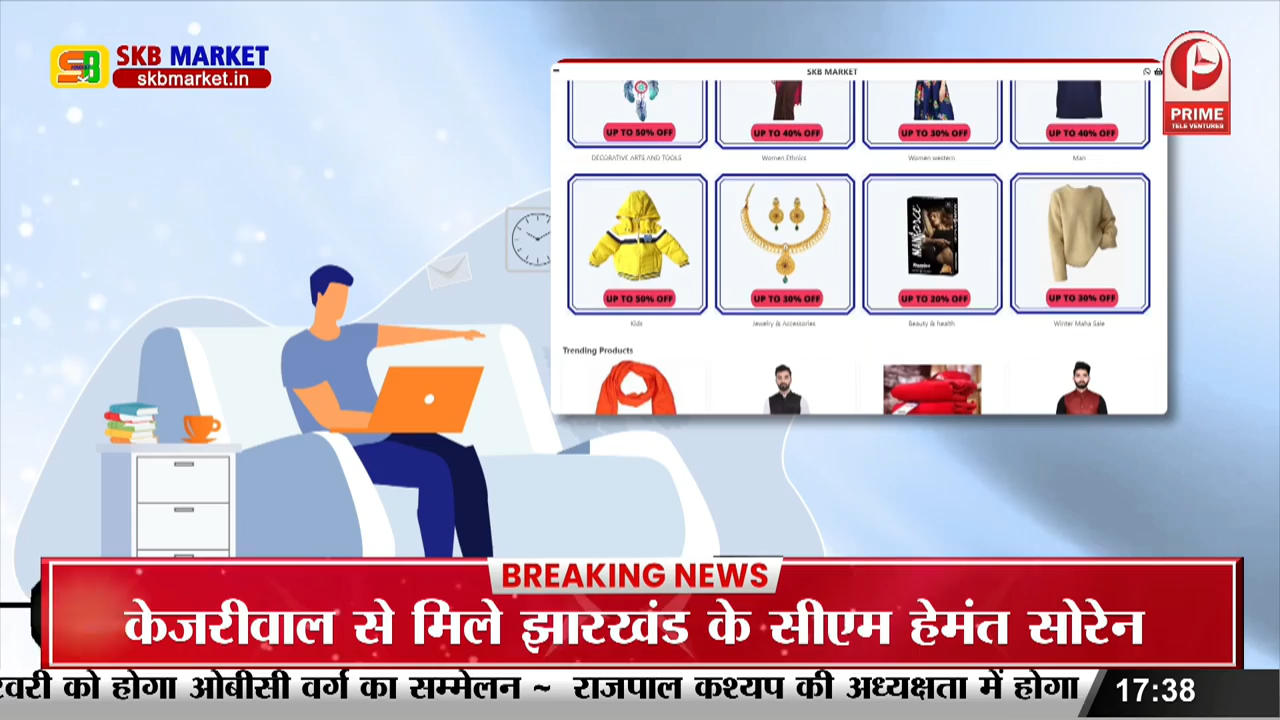 SKB MARKET
skbmarket.in
SKB MARKET
PRIME
TELE VENTURES
UP TO 50% OFF
UP TO 40% OFF
UP TO 30% OFF
UP TO 40% OFF
DECORATIVE ARTS AND TOOLS
Women Ethnics
Women western
Man
MANforce
UP TO 50% OFF
UP TO 30% OFF
UP TO 20% OFF
UP TO 30% OFF
Kids
Jewelry & Accessories
Beauty & health
Winter Maha Sale
Trending Products
BREAKING NEWS
केजरीवाल से मिले झारखंड के सीएम हेमंत सोरेन
को होगा ओबीसी वर्ग का सम्मेलन ~ राजपाल कश्यप की अध्यक्षता में होगा
17:38